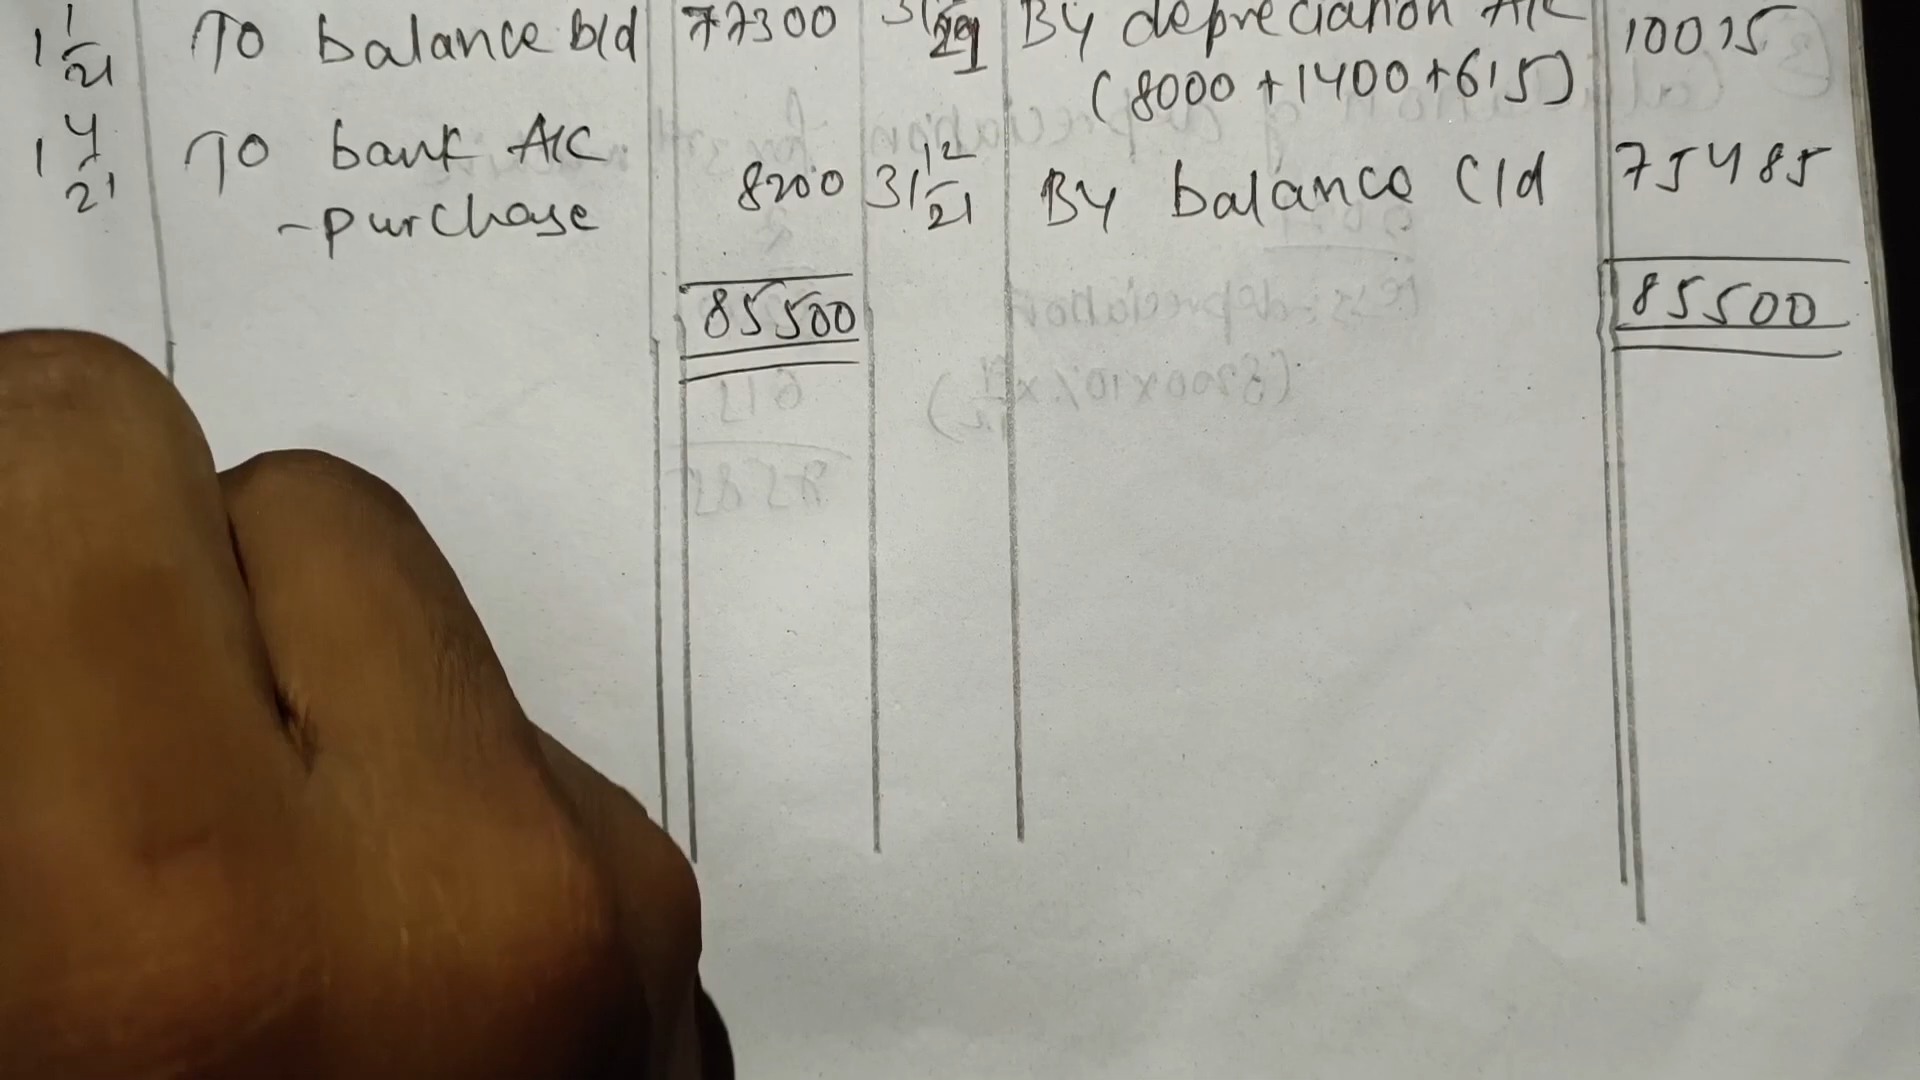 1 1/21 To balance b/d 77300 31/21 By depreciation A/C 10015
(8000 + 1400 + 615)
1 4/21 To bank A/C
- purchase 8200 31 12/21 By balance C/d 75485
85500 85500